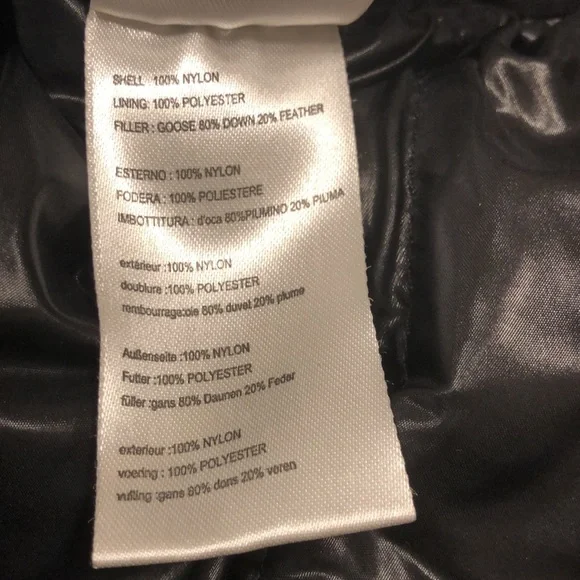 SHELL 100% NYLON
LINING: 100% POLYESTER
FILLER : GOOSE 80% DOWN 20% FEATHER
ESTERNO : 100% NYLON
FODERA : 100% POLIESTERE
IMBOTTITURA : d'oca 80%PIUMINO 20% PIUMA
extérieur :100% NYLON
doublure :100% POLYESTER
rembourrage:oie 80% duvet 20% plume
Außenseite :100% NYLON
Futter :100% POLYESTER
füller :gans 80% Daunen 20% Feder
exterieur :100% NYLON
voering : 100% POLYESTER
vulling :gans 80% dons 20% veren